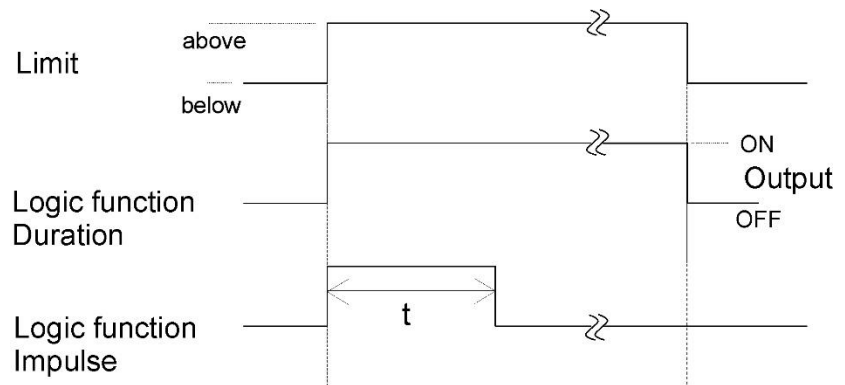 above
Limit
below
ON
Output
OFF
Logic function
Duration
t
Logic function
Impulse